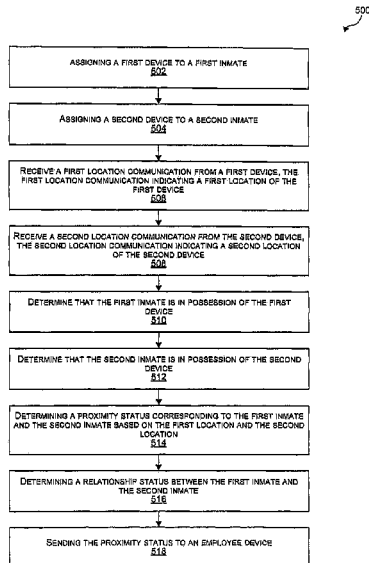 500
ASSIGNING A FIRST DEVICE TO A FIRST INMATE
502
ASSIGNING A SECOND DEVICE TO A SECOND INMATE
504
RECEIVE A FIRST LOCATION COMMUNICATION FROM A FIRST DEVICE, THE
FIRST LOCATION COMMUNICATION INDICATING A FIRST LOCATION OF THE
FIRST DEVICE
506
RECEIVE A SECOND LOCATION COMMUNICATION FROM THE SECOND DEVICE,
THE SECOND LOCATION COMMUNICATION INDICATING A SECOND LOCATION
OF THE SECOND DEVICE
508
DETERMINE THAT THE FIRST INMATE IS IN POSSESSION OF THE FIRST
DEVICE
510
DETERMINE THAT THE SECOND INMATE IS IN POSSESSION OF THE SECOND
DEVICE
512
DETERMINING A PROXIMITY STATUS CORRESPONDING TO THE FIRST INMATE
AND THE SECOND INMATE BASED ON THE FIRST LOCATION AND THE SECOND
LOCATION
514
DETERMINING A RELATIONSHIP STATUS BETWEEN THE FIRST INMATE AND
THE SECOND INMATE
516
SENDING THE PROXIMITY STATUS TO AN EMPLOYEE DEVICE
518